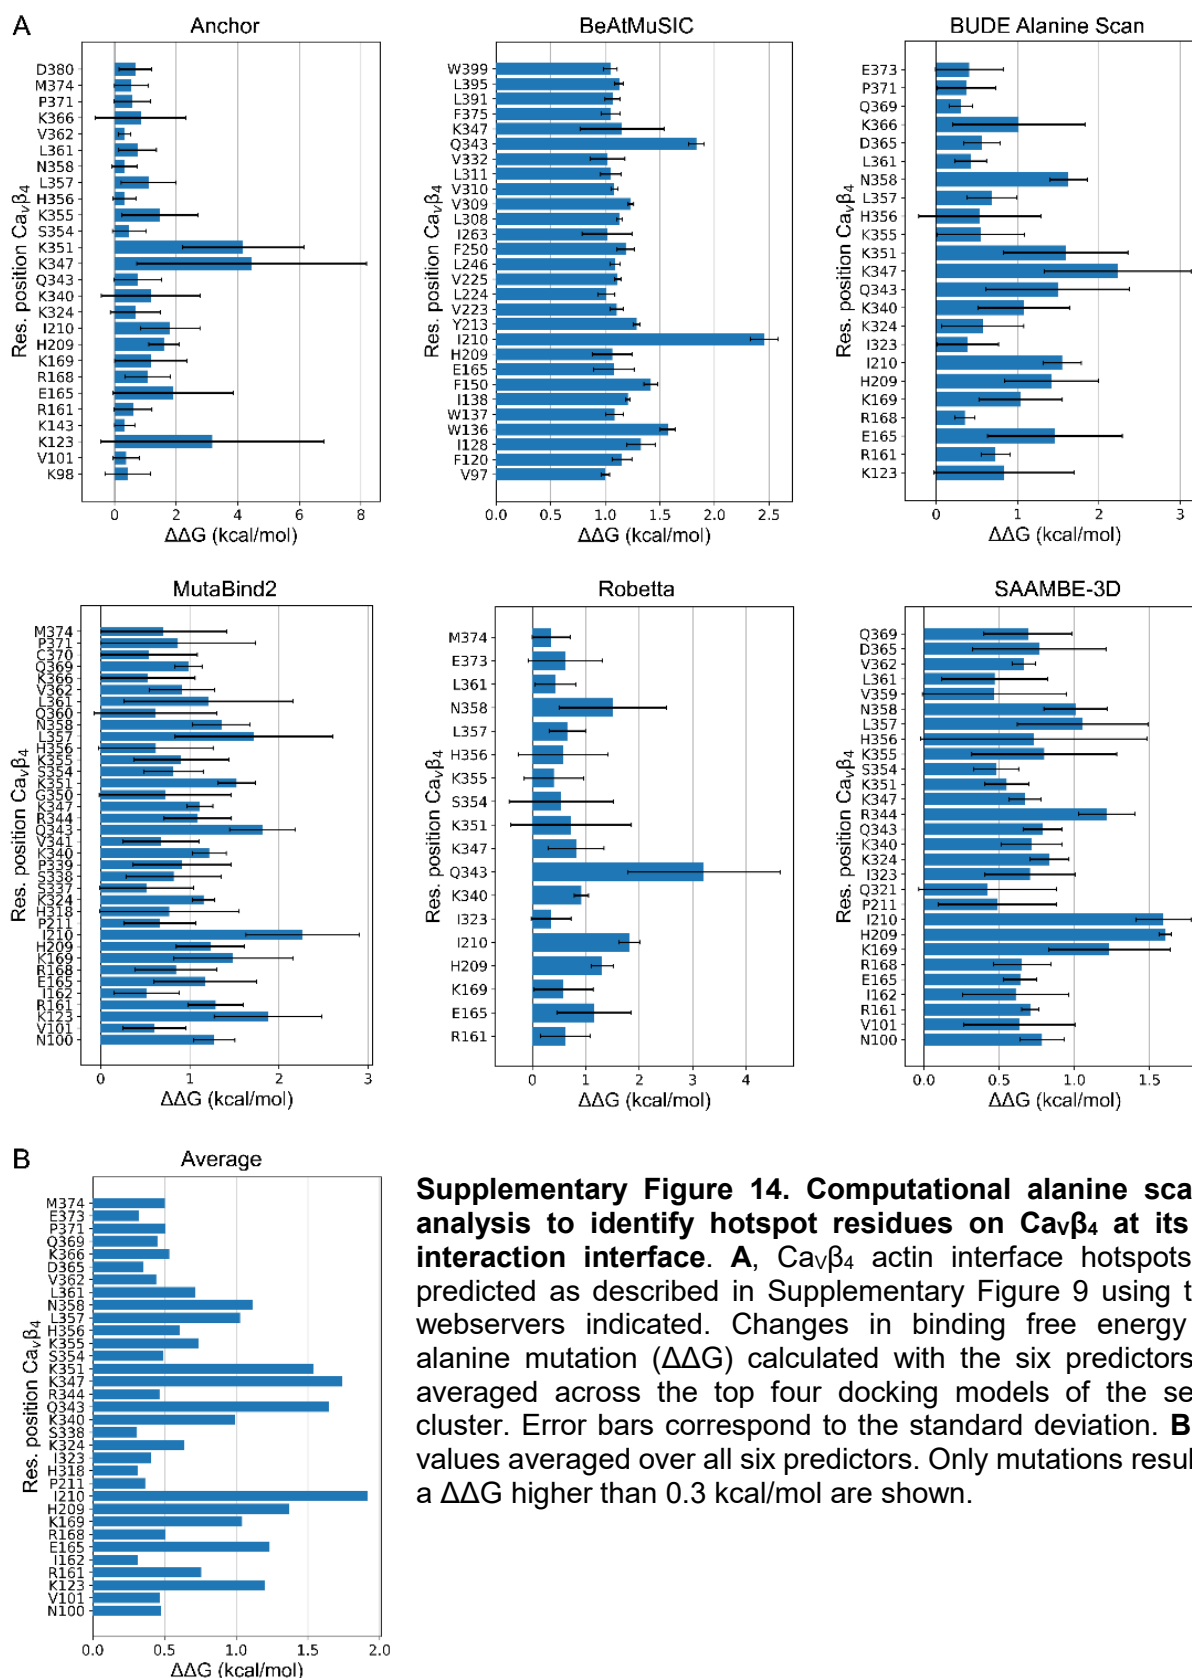 A
Anchor
Res. position Caᵥβ₄
D380
M374
P371
K366
V362
L361
N358
L357
H356
K355
S354
K351
K347
Q343
K340
K324
I210
H209
K169
R168
E165
R161
K143
K123
V101
K98
0 2 4 6 8
ΔΔG (kcal/mol)
BeAtMuSIC
Res. position Caᵥβ₄
W399
L395
L391
F375
K347
Q343
V332
L311
V310
V309
L308
I263
F250
L246
V225
L224
V223
Y213
I210
H209
E165
F150
I138
W137
W136
I128
F120
V97
0.0 0.5 1.0 1.5 2.0 2.5
ΔΔG (kcal/mol)
BUDE Alanine Scan
Res. position Caᵥβ₄
E373
P371
Q369
K366
D365
L361
N358
L357
H356
K355
K351
K347
Q343
K340
K324
I323
I210
H209
K169
R168
E165
R161
K123
0 1 2 3
ΔΔG (kcal/mol)
MutaBind2
Res. position Caᵥβ₄
M374
P371
C370
Q369
K366
V362
L361
Q360
N358
L357
H356
K355
S354
K351
G350
K347
R344
Q343
V341
K340
P339
S338
S337
K324
H318
P211
I210
H209
K169
R168
E165
I162
R161
K123
V101
N100
0 1 2 3
ΔΔG (kcal/mol)
Robetta
Res. position Caᵥβ₄
M374
E373
L361
N358
L357
H356
K355
S354
K351
K347
Q343
K340
I323
I210
H209
K169
E165
R161
0 1 2 3 4
ΔΔG (kcal/mol)
SAAMBE-3D
Res. position Caᵥβ₄
Q369
D365
V362
L361
V359
N358
L357
H356
K355
S354
K351
K347
R344
Q343
K340
K324
I323
Q321
P211
I210
H209
K169
R168
E165
I162
R161
V101
N100
0.0 0.5 1.0 1.5
ΔΔG (kcal/mol)
B
Average
Res. position Caᵥβ₄
M374
E373
P371
Q369
K366
D365
V362
L361
N358
L357
H356
K355
S354
K351
K347
R344
Q343
K340
S338
K324
I323
H318
P211
I210
H209
K169
R168
E165
I162
R161
K123
V101
N100
0.0 0.5 1.0 1.5 2.0
ΔΔG (kcal/mol)
Supplementary Figure 14. Computational alanine sca
analysis to identify hotspot residues on Caᵥβ₄ at its
interaction interface. A, Caᵥβ₄ actin interface hotspots
predicted as described in Supplementary Figure 9 using t
webservers indicated. Changes in binding free energy
alanine mutation (ΔΔG) calculated with the six predictors
averaged across the top four docking models of the se
cluster. Error bars correspond to the standard deviation. B
values averaged over all six predictors. Only mutations resul
a ΔΔG higher than 0.3 kcal/mol are shown.